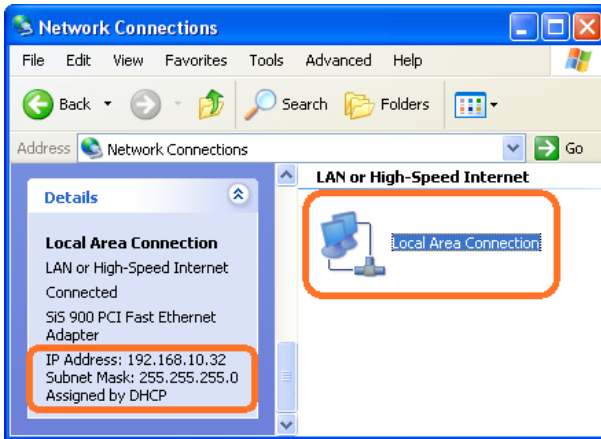 Network Connections
File Edit View Favorites Tools Advanced Help
Back Search Folders
Address Network Connections Go
Details
Local Area Connection
LAN or High-Speed Internet
Connected
SiS 900 PCI Fast Ethernet
Adapter
IP Address: 192.168.10.32
Subnet Mask: 255.255.255.0
Assigned by DHCP
LAN or High-Speed Internet
Local Area Connection